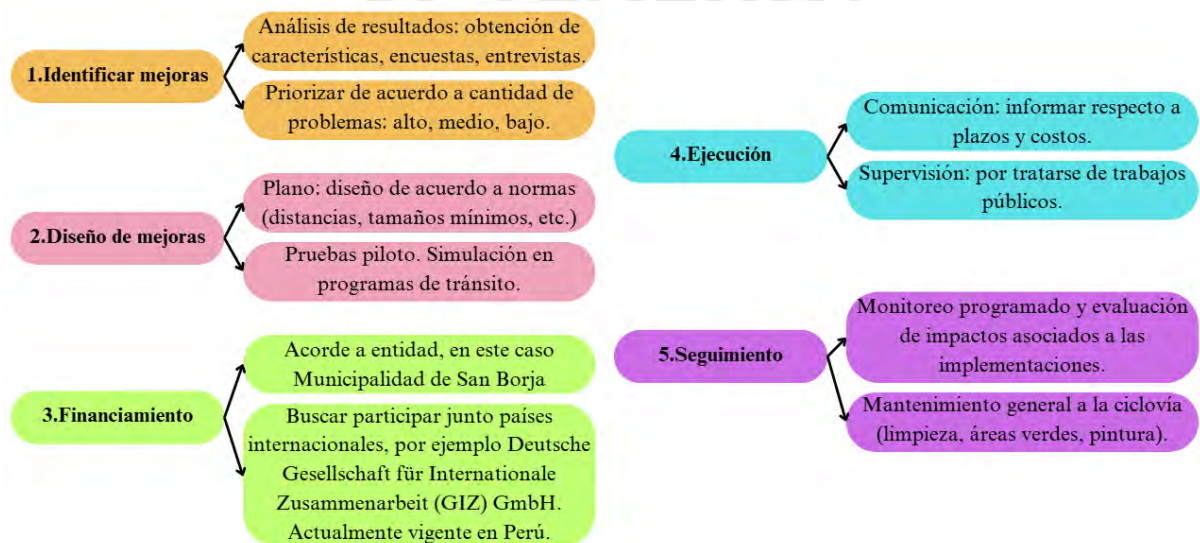 1.Identificar mejoras
Análisis de resultados: obtención de
características, encuestas, entrevistas.
Priorizar de acuerdo a cantidad de
problemas: alto, medio, bajo.
2.Diseño de mejoras
Plano: diseño de acuerdo a normas
(distancias, tamaños mínimos, etc.)
Pruebas piloto. Simulación en
programas de tránsito.
3.Financiamiento
Acorde a entidad, en este caso
Municipalidad de San Borja
Buscar participar junto países
internacionales, por ejemplo Deutsche
Gesellschaft für Internationale
Zusammenarbeit (GIZ) GmbH.
Actualmente vigente en Perú.
4.Ejecución
Comunicación: informar respecto a
plazos y costos.
Supervisión: por tratarse de trabajos
públicos.
5.Seguimiento
Monitoreo programado y evaluación
de impactos asociados a las
implementaciones.
Mantenimiento general a la ciclovía
(limpieza, áreas verdes, pintura).